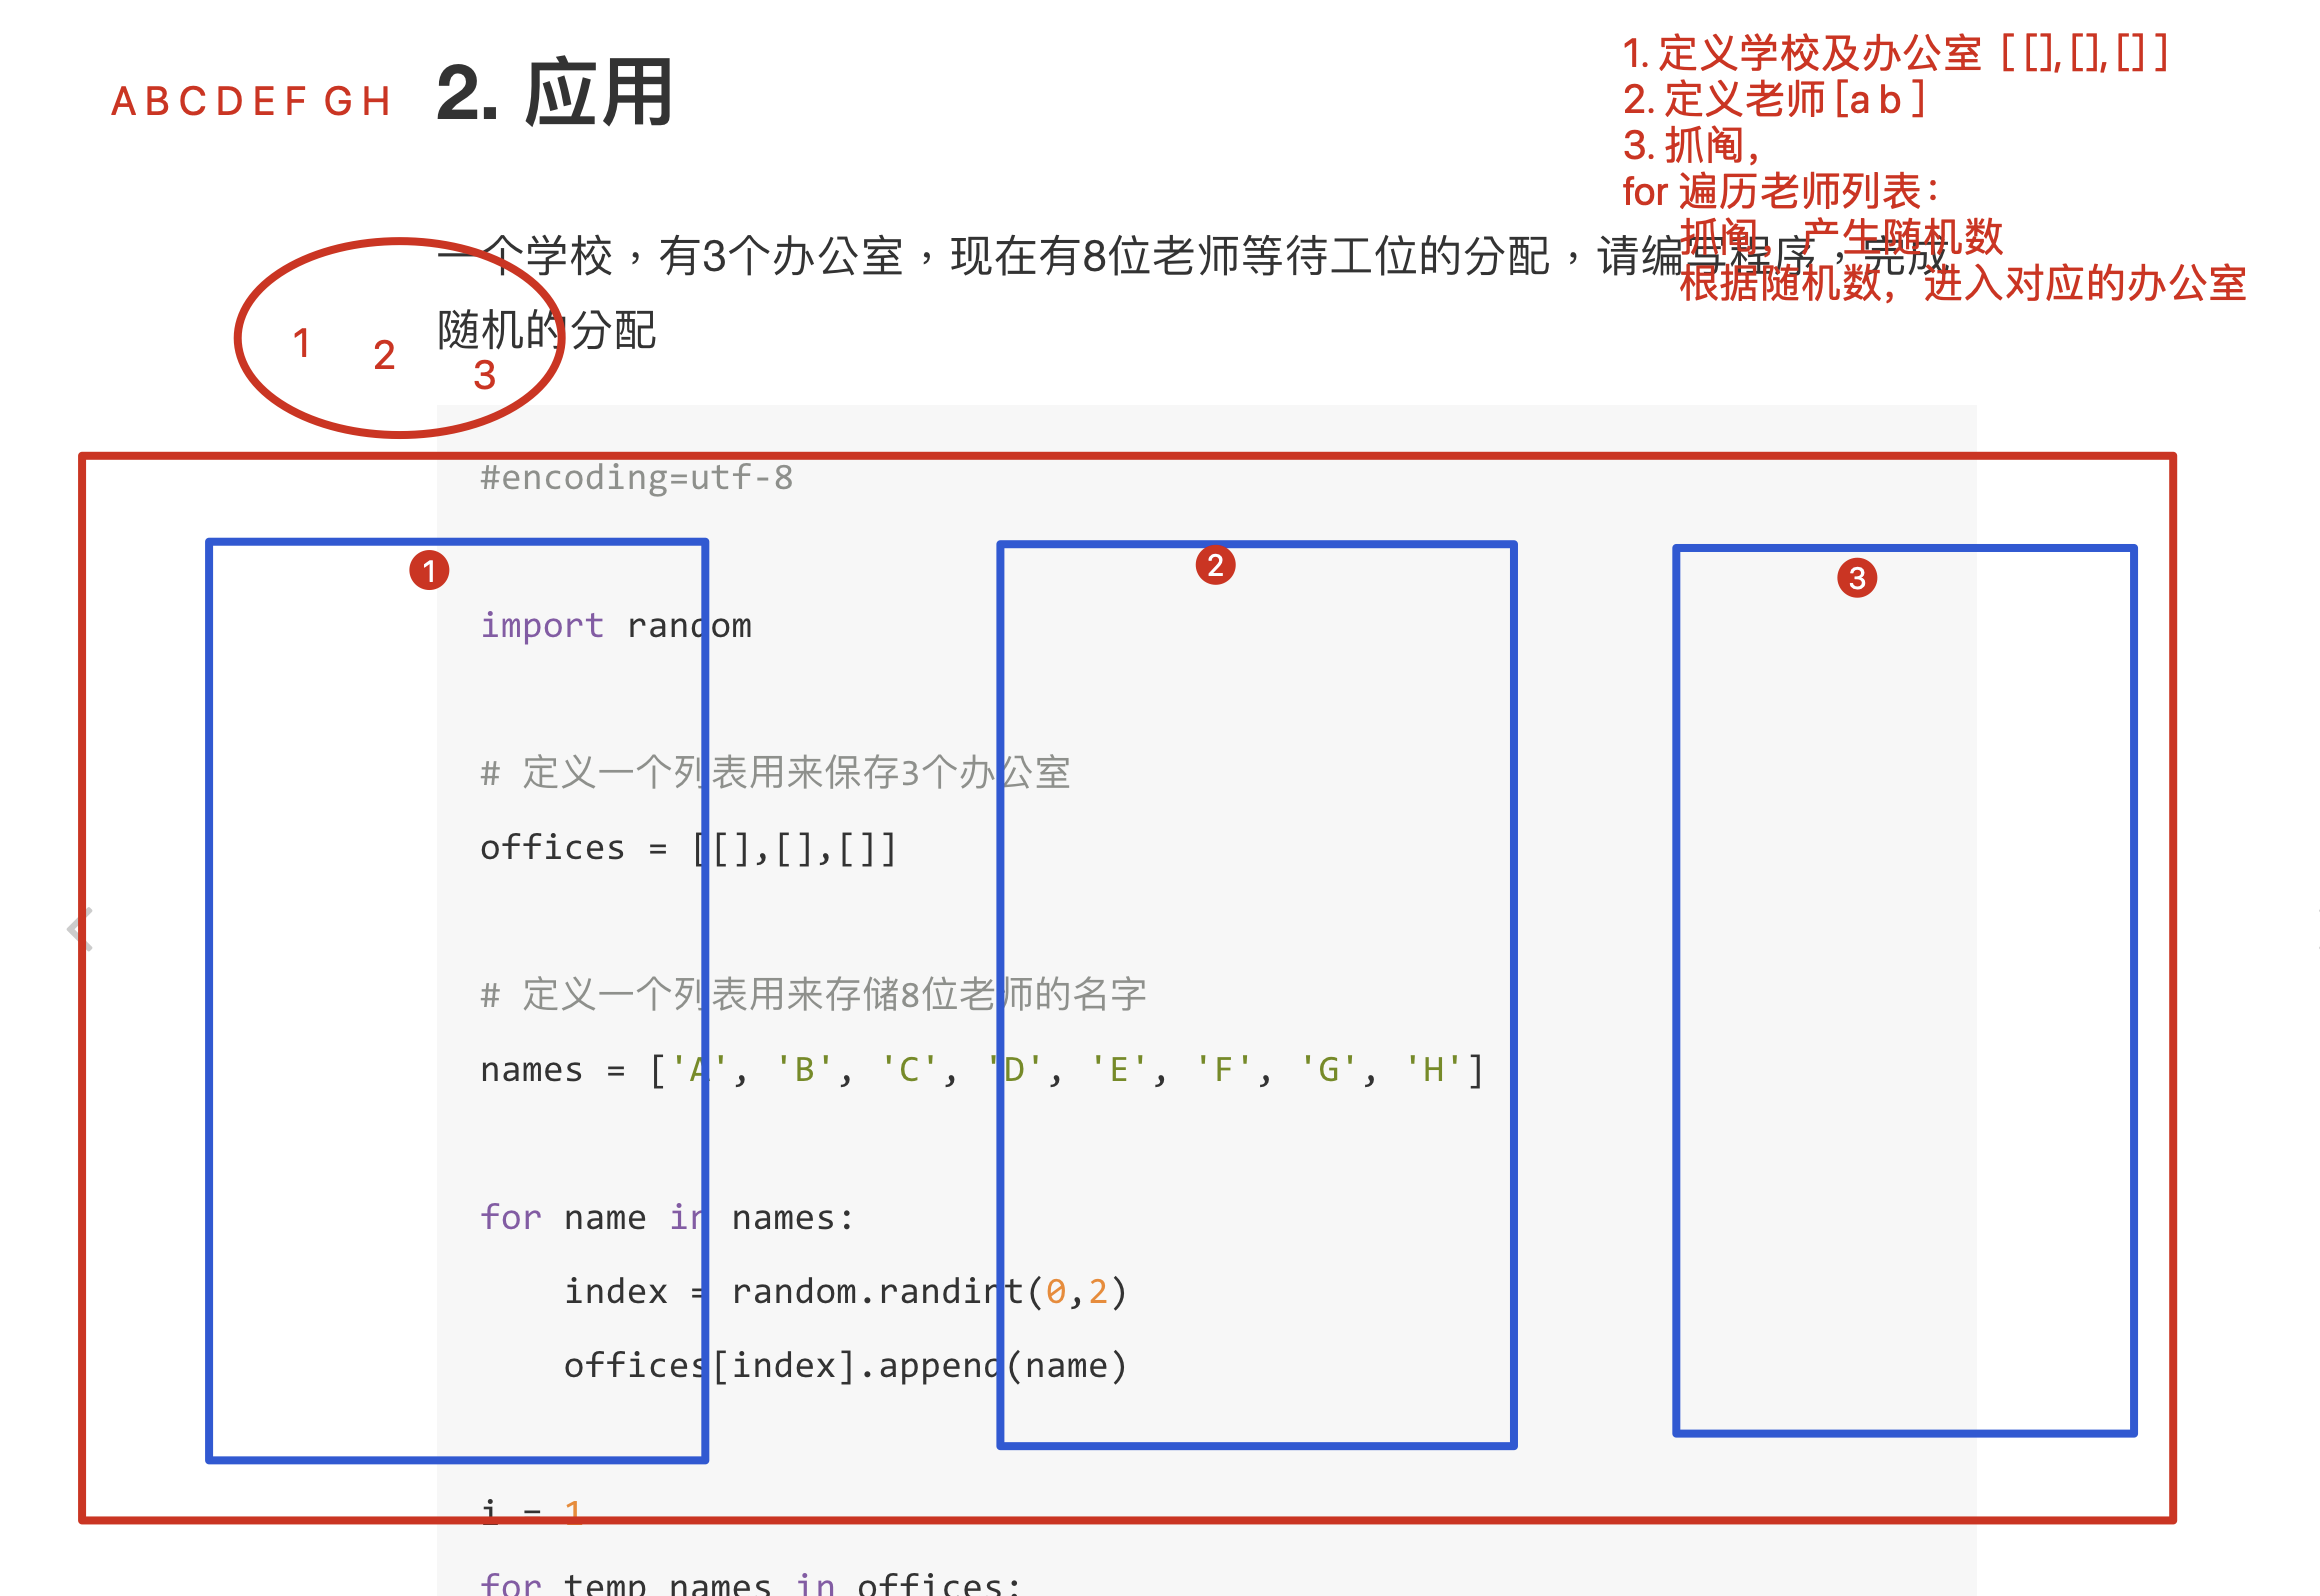 1. 定义学校及办公室 [ [], [], [] ]
2. 定义老师 [a b ]
3. 抓阄，
for 遍历老师列表：
抓阄，产生随机数
根据随机数，进入对应的办公室
A B C D E F G H
2. 应用
一个学校，有3个办公室，现在有8位老师等待工位的分配，请编写程序，完成
随机的分配
1 2 3
#encoding=utf-8
1 2 3
import random
# 定义一个列表用来保存3个办公室
offices = [[],[],[]]
# 定义一个列表用来存储8位老师的名字
names = ['A', 'B', 'C', 'D', 'E', 'F', 'G', 'H']
for name in names:
    index = random.randint(0,2)
    offices[index].append(name)
i = 1
for temp_names in offices: